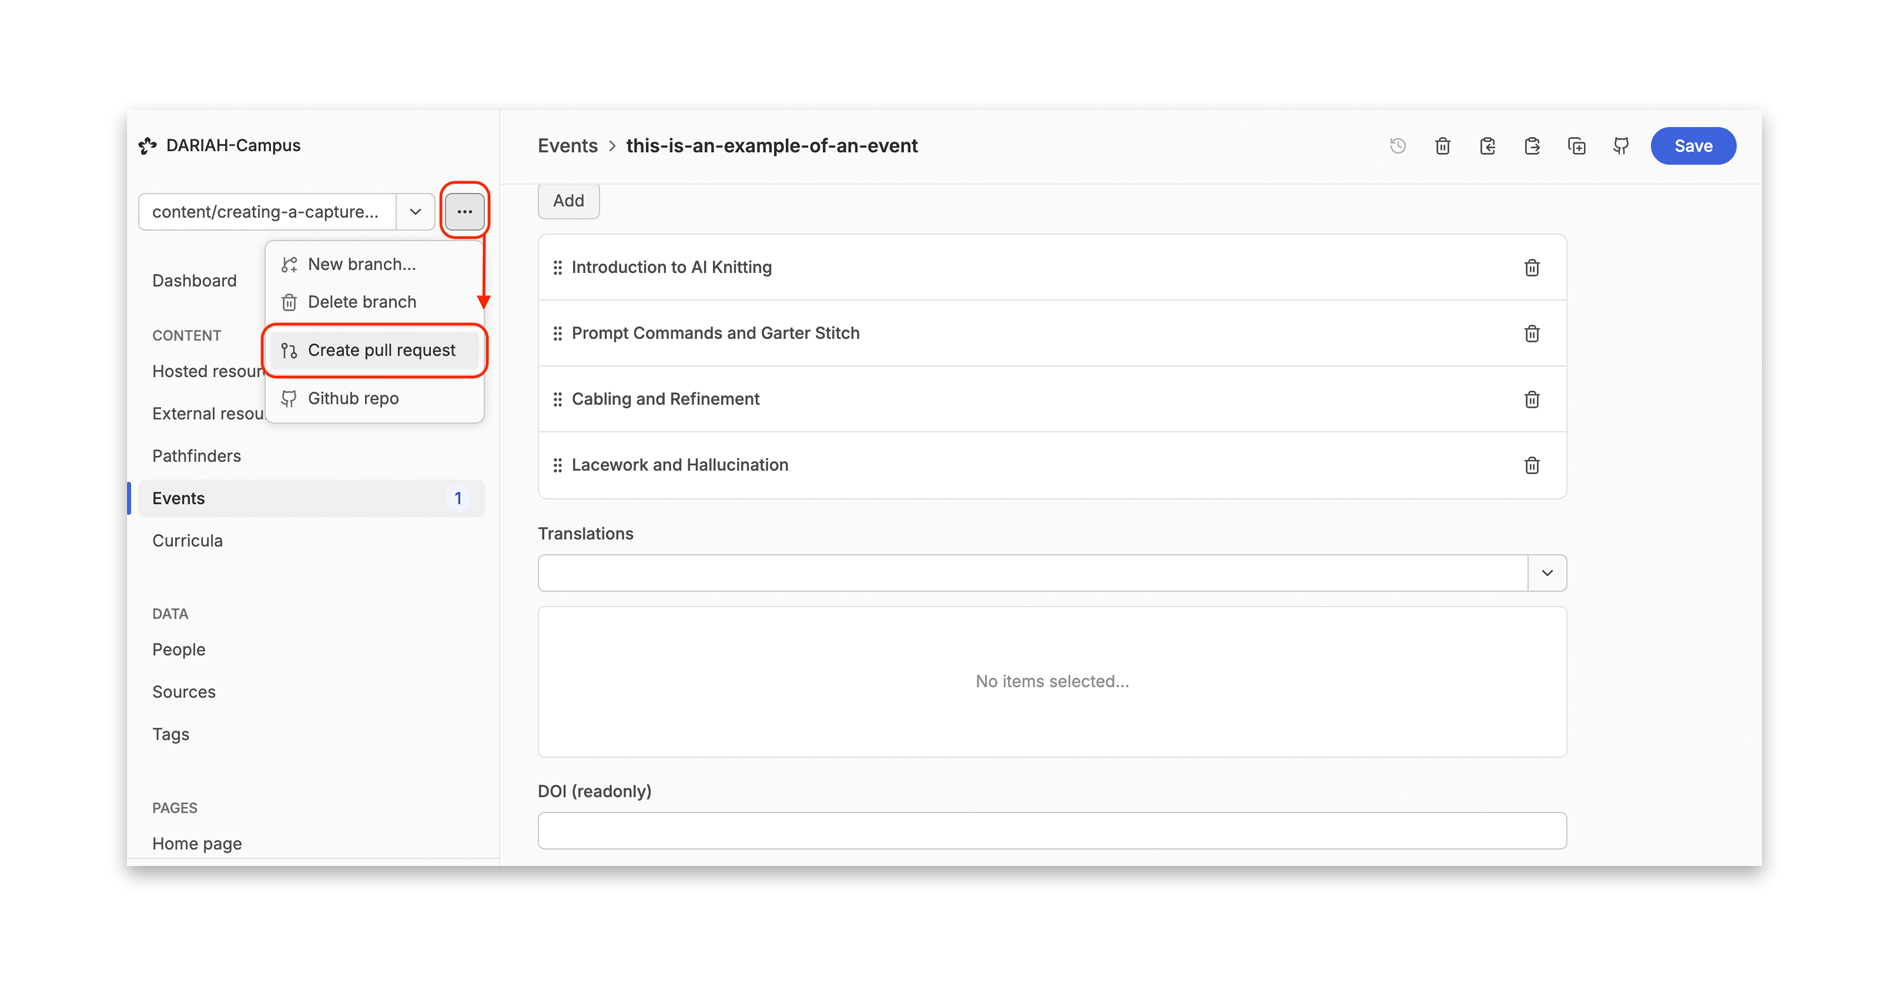 DARIAH-Campus
content/creating-a-capture...
New branch...
Delete branch
Create pull request
Github repo
Dashboard
CONTENT
Hosted resour
External resou
Pathfinders
Events 1
Curricula
DATA
People
Sources
Tags
PAGES
Home page
Events > this-is-an-example-of-an-event
Save
Add
Introduction to AI Knitting
Prompt Commands and Garter Stitch
Cabling and Refinement
Lacework and Hallucination
Translations
No items selected...
DOI (readonly)